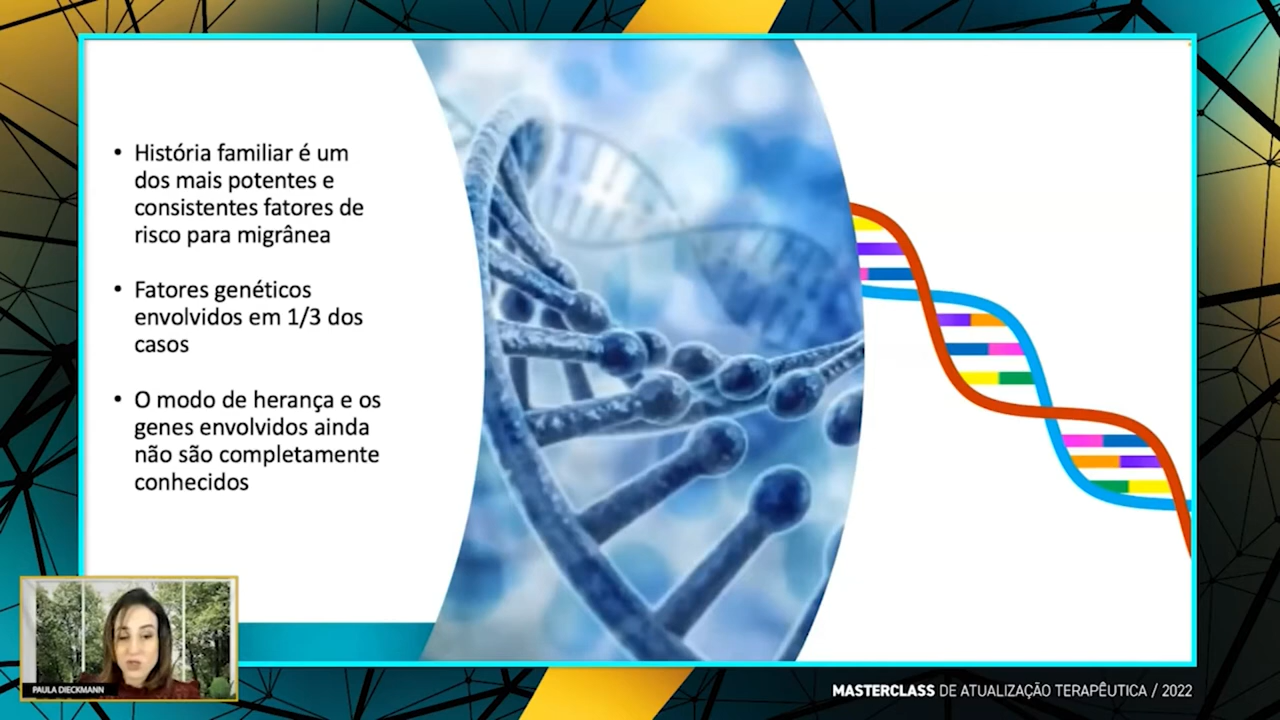 • História familiar é um
dos mais potentes e
consistentes fatores de
risco para migrânea
• Fatores genéticos
envolvidos em 1/3 dos
casos
• O modo de herança e os
genes envolvidos ainda
não são completamente
conhecidos
PAULA DIECKMANN
MASTERCLASS DE ATUALIZAÇÃO TERAPÊUTICA / 2022